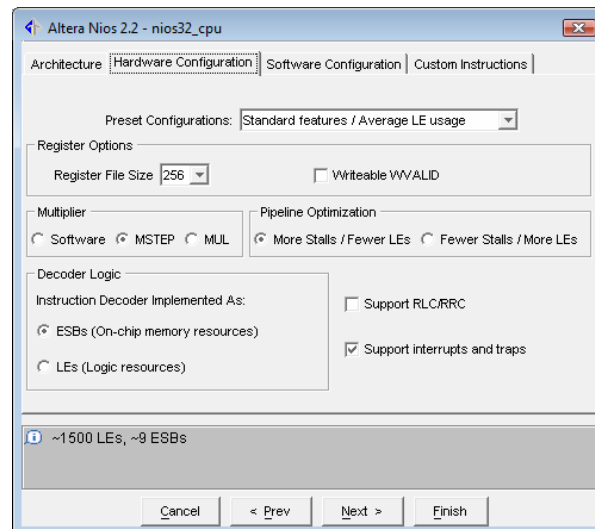 Altera Nios 2.2 - nios32_cpu
Architecture Hardware Configuration Software Configuration Custom Instructions
Preset Configurations: Standard features / Average LE usage
Register Options
Register File Size 256 Writeable WVALID
Multiplier Pipeline Optimization
Software MSTEP MUL More Stalls / Fewer LEs Fewer Stalls / More LEs
Decoder Logic
Instruction Decoder Implemented As: Support RLC/RRC
ESBs (On-chip memory resources)
Support interrupts and traps
LEs (Logic resources)
~1500 LEs, ~9 ESBs
Cancel < Prev Next > Finish